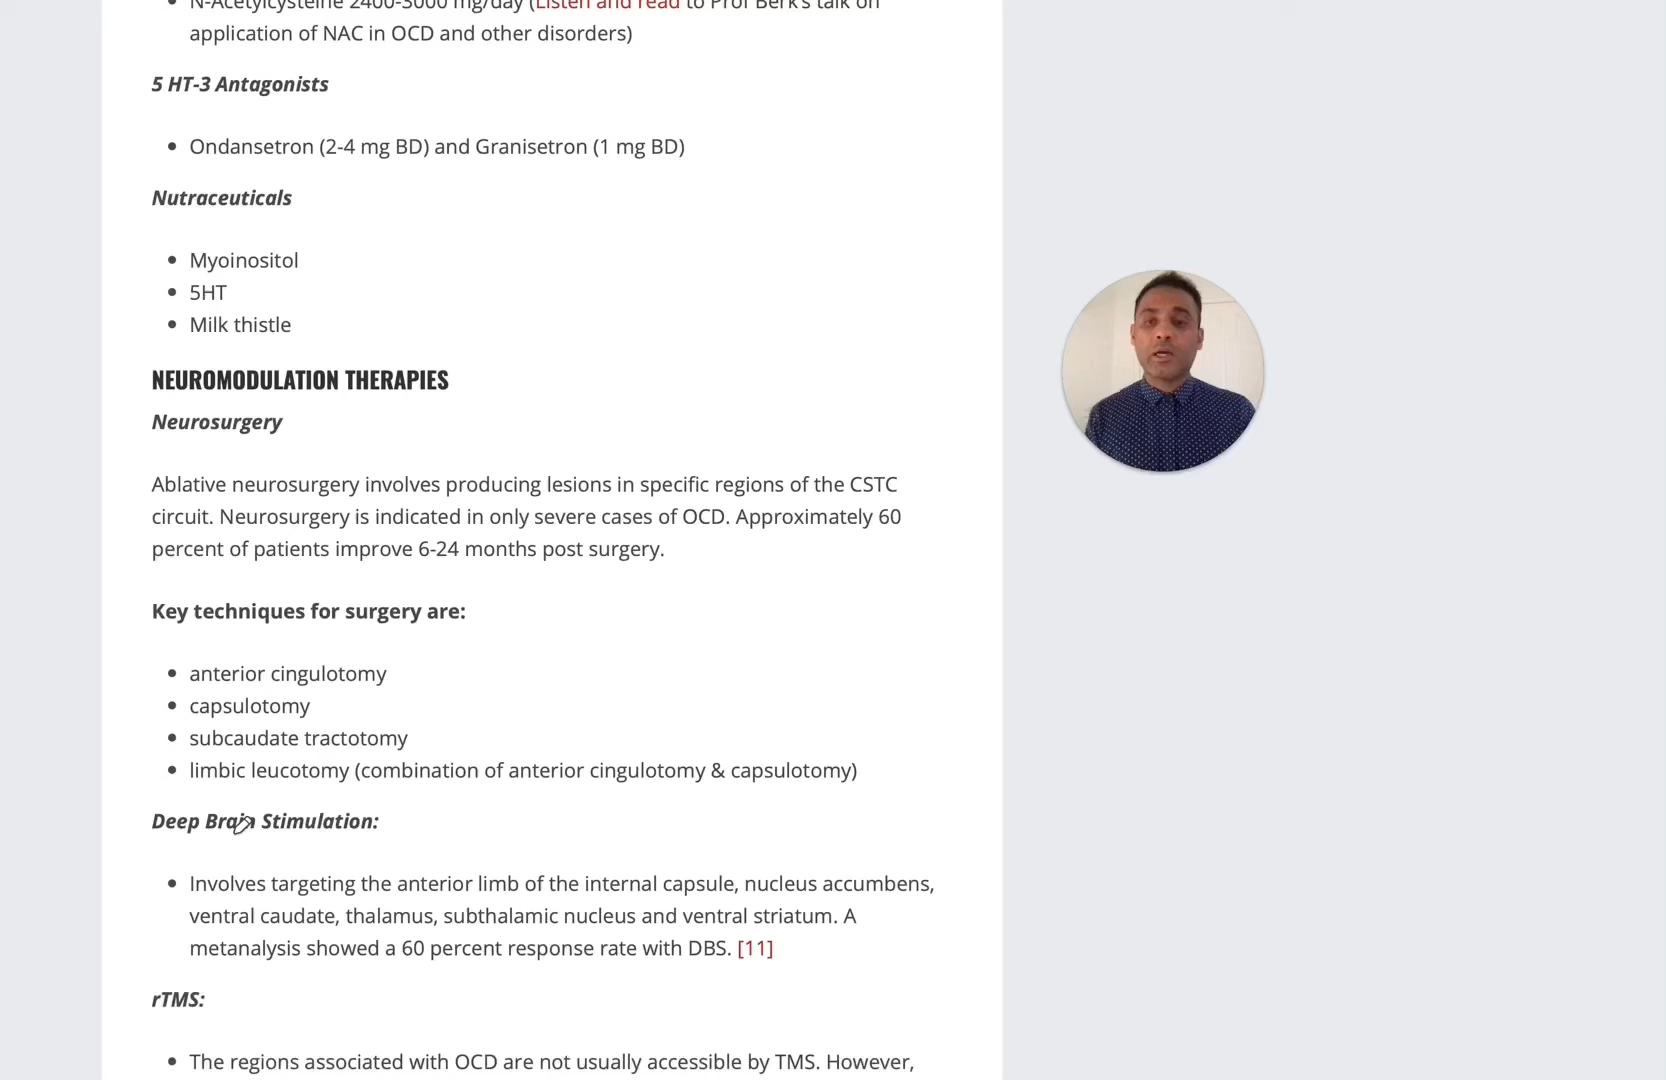 N-Acetylcysteine 2400-3000 mg/day (Listen and read to Prof Berk's talk on
application of NAC in OCD and other disorders)
5 HT-3 Antagonists
Ondansetron (2-4 mg BD) and Granisetron (1 mg BD)
Nutraceuticals
Myoinositol
5HT
Milk thistle
NEUROMODULATION THERAPIES
Neurosurgery
Ablative neurosurgery involves producing lesions in specific regions of the CSTC
circuit. Neurosurgery is indicated in only severe cases of OCD. Approximately 60
percent of patients improve 6-24 months post surgery.
Key techniques for surgery are:
anterior cingulotomy
capsulotomy
subcaudate tractotomy
limbic leucotomy (combination of anterior cingulotomy & capsulotomy)
Deep Brain Stimulation:
Involves targeting the anterior limb of the internal capsule, nucleus accumbens,
ventral caudate, thalamus, subthalamic nucleus and ventral striatum. A
metanalysis showed a 60 percent response rate with DBS. [11]
rTMS:
The regions associated with OCD are not usually accessible by TMS. However,